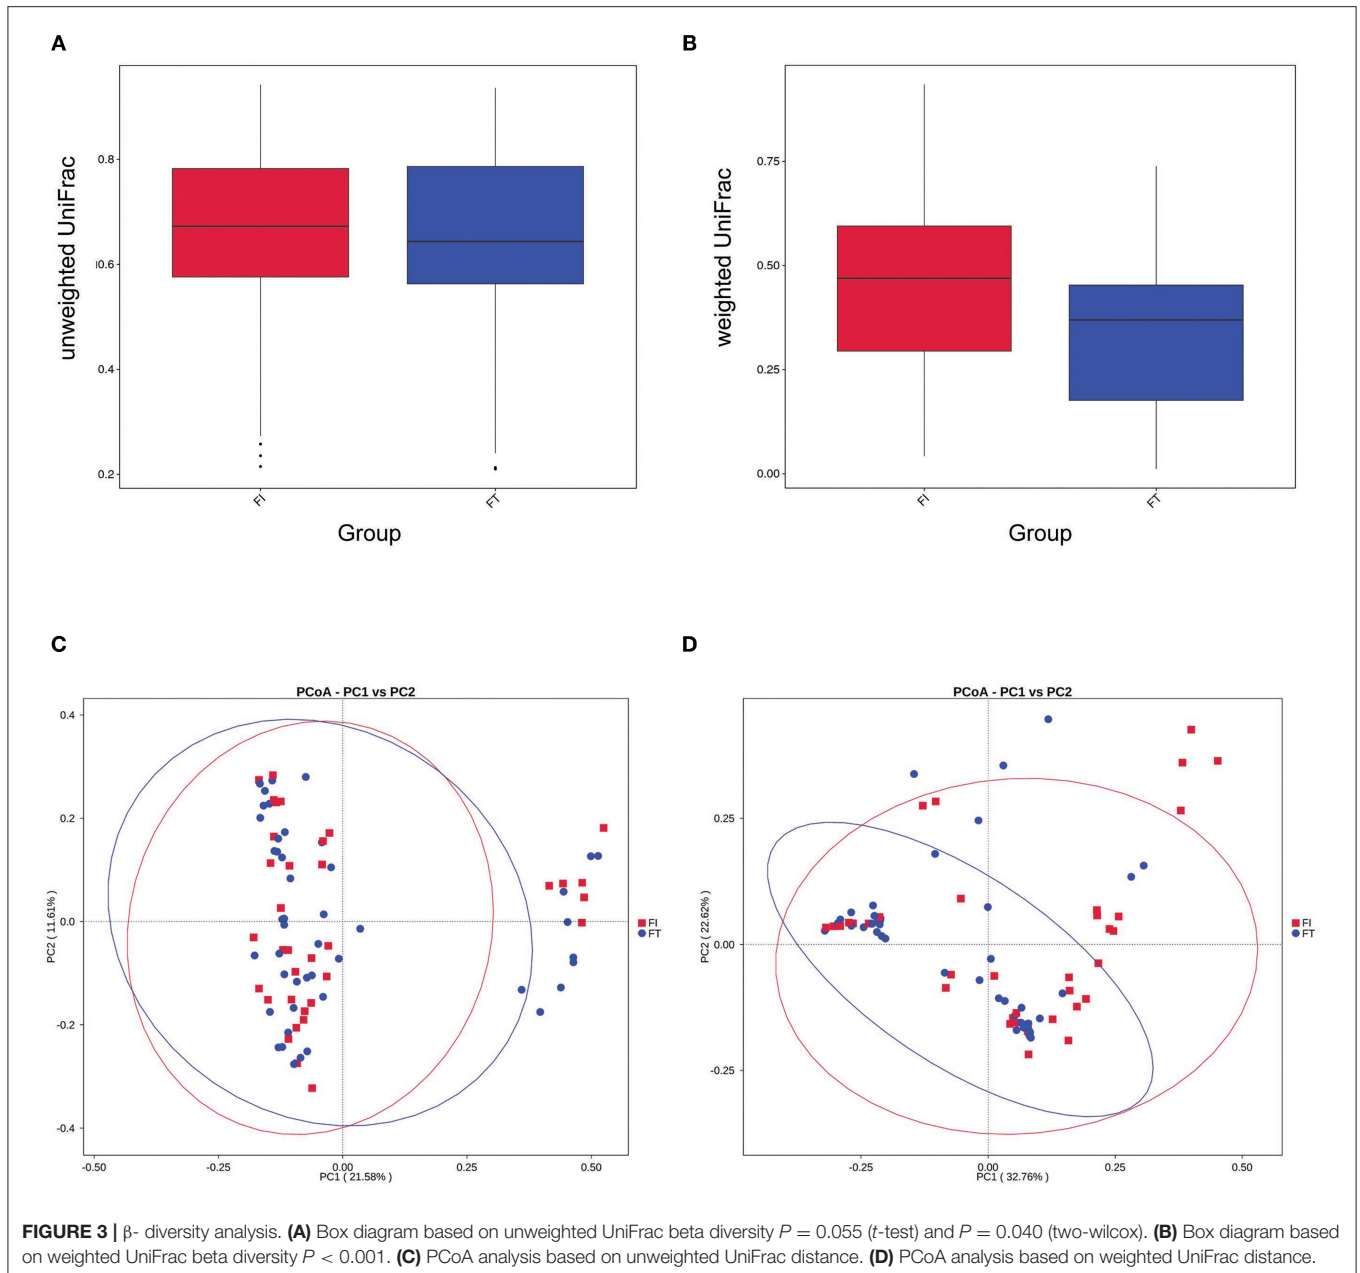 A
B
unweighted UniFrac
0.8
0.6
0.4
0.2
FI
FT
Group
weighted UniFrac
0.75
0.50
0.25
0.00
FI
FT
Group
C
D
PCoA - PC1 vs PC2
PC2 ( 11.61%)
0.4
0.2
0.0
-0.2
-0.4
-0.50
-0.25
0.00
0.25
0.50
PC1 ( 21.58%)
FI
FT
PCoA - PC1 vs PC2
PC2 ( 22.62%)
0.25
0.00
-0.25
-0.25
0.00
0.25
0.50
PC1 ( 32.76%)
FI
FT
FIGURE 3 | β- diversity analysis. (A) Box diagram based on unweighted UniFrac beta diversity P = 0.055 (t-test) and P = 0.040 (two-wilcox). (B) Box diagram based
on weighted UniFrac beta diversity P < 0.001. (C) PCoA analysis based on unweighted UniFrac distance. (D) PCoA analysis based on weighted UniFrac distance.